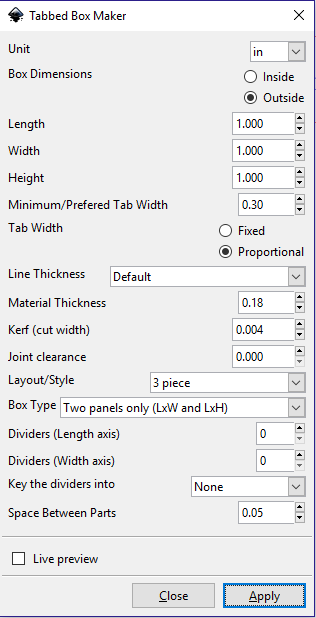 Tabbed Box Maker
Unit in
Box Dimensions Inside
Outside
Length 1.000
Width 1.000
Height 1.000
Minimum/Prefered Tab Width 0.30
Tab Width Fixed
Proportional
Line Thickness Default
Material Thickness 0.18
Kerf (cut width) 0.004
Joint clearance 0.000
Layout/Style 3 piece
Box Type Two panels only (LxW and LxH)
Dividers (Length axis) 0
Dividers (Width axis) 0
Key the dividers into None
Space Between Parts 0.05
Live preview
Close Apply